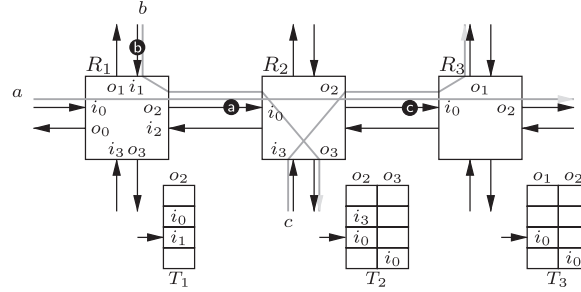 b
b
R1 R2 R3
a o1 i1 o2 o1
i0 o2 a i0 c i0 o2
o0 i2
i3 o3 i3 o3
c
o2 o2 o3 o1 o2
i0 i3
i1 i0 i0
i0 i0
T1 T2 T3